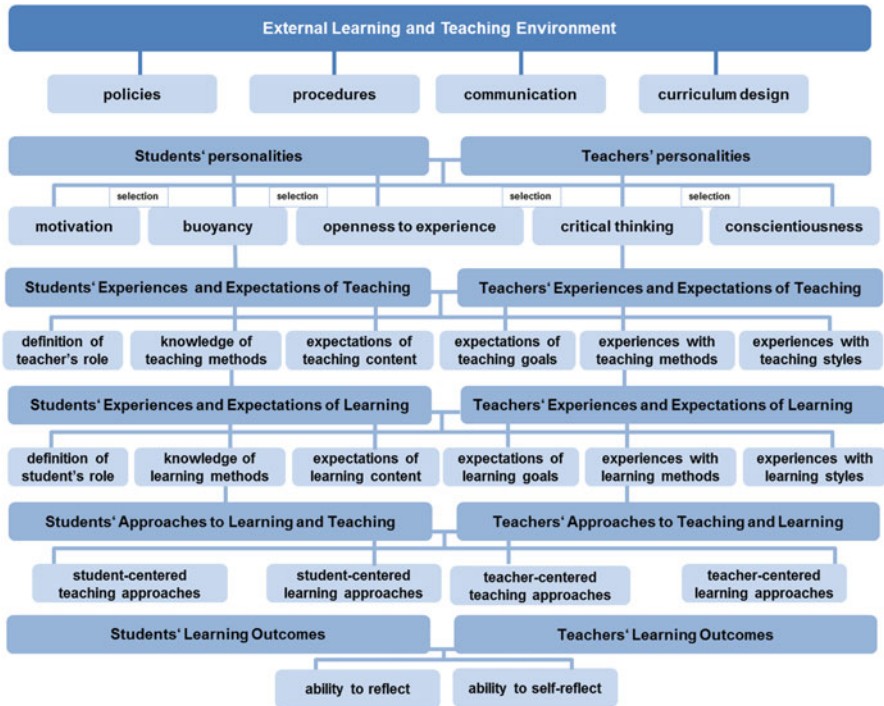 External Learning and Teaching Environment
policies
procedures
communication
curriculum design
Students‘ personalities
Teachers’ personalities
selection
selection
selection
selection
motivation
buoyancy
openness to experience
critical thinking
conscientiousness
Students‘ Experiences and Expectations of Teaching
Teachers‘ Experiences and Expectations of Teaching
definition of
teacher’s role
knowledge of
teaching methods
expectations of
teaching content
expectations of
teaching goals
experiences with
teaching methods
experiences with
teaching styles
Students‘ Experiences and Expectations of Learning
Teachers‘ Experiences and Expectations of Learning
definition of
student’s role
knowledge of
learning methods
expectations of
learning content
expectations of
learning goals
experiences with
learning methods
experiences with
learning styles
Students‘ Approaches to Learning and Teaching
Teachers‘ Approaches to Teaching and Learning
student-centered
teaching approaches
student-centered
learning approaches
teacher-centered
teaching approaches
teacher-centered
learning approaches
Students‘ Learning Outcomes
Teachers‘ Learning Outcomes
ability to reflect
ability to self-reflect